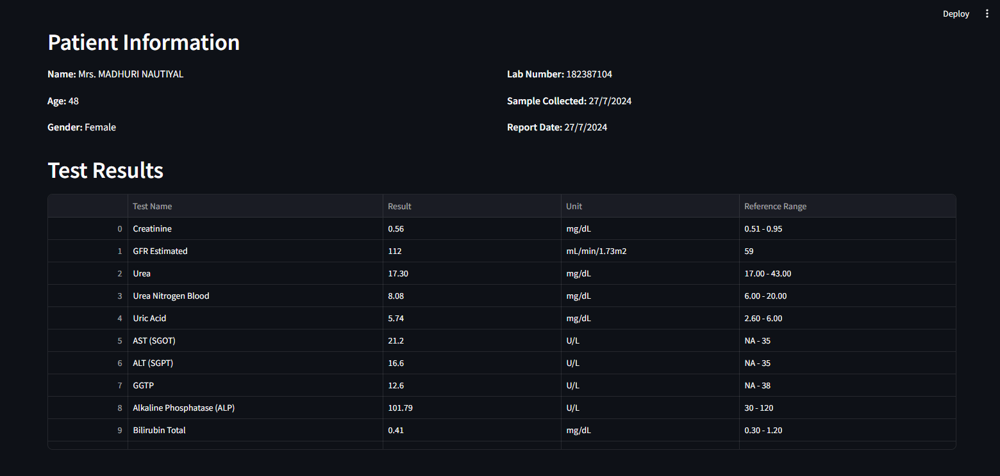 Deploy
Patient Information
Name: Mrs. MADHURI NAUTIYAL
Lab Number: 182387104
Age: 48
Sample Collected: 27/7/2024
Gender: Female
Report Date: 27/7/2024
Test Results
Test Name Result Unit Reference Range
0 Creatinine 0.56 mg/dL 0.51 - 0.95
1 GFR Estimated 112 mL/min/1.73m2 59
2 Urea 17.30 mg/dL 17.00 - 43.00
3 Urea Nitrogen Blood 8.08 mg/dL 6.00 - 20.00
4 Uric Acid 5.74 mg/dL 2.60 - 6.00
5 AST (SGOT) 21.2 U/L NA - 35
6 ALT (SGPT) 16.6 U/L NA - 35
7 GGTP 12.6 U/L NA - 38
8 Alkaline Phosphatase (ALP) 101.79 U/L 30 - 120
9 Bilirubin Total 0.41 mg/dL 0.30 - 1.20